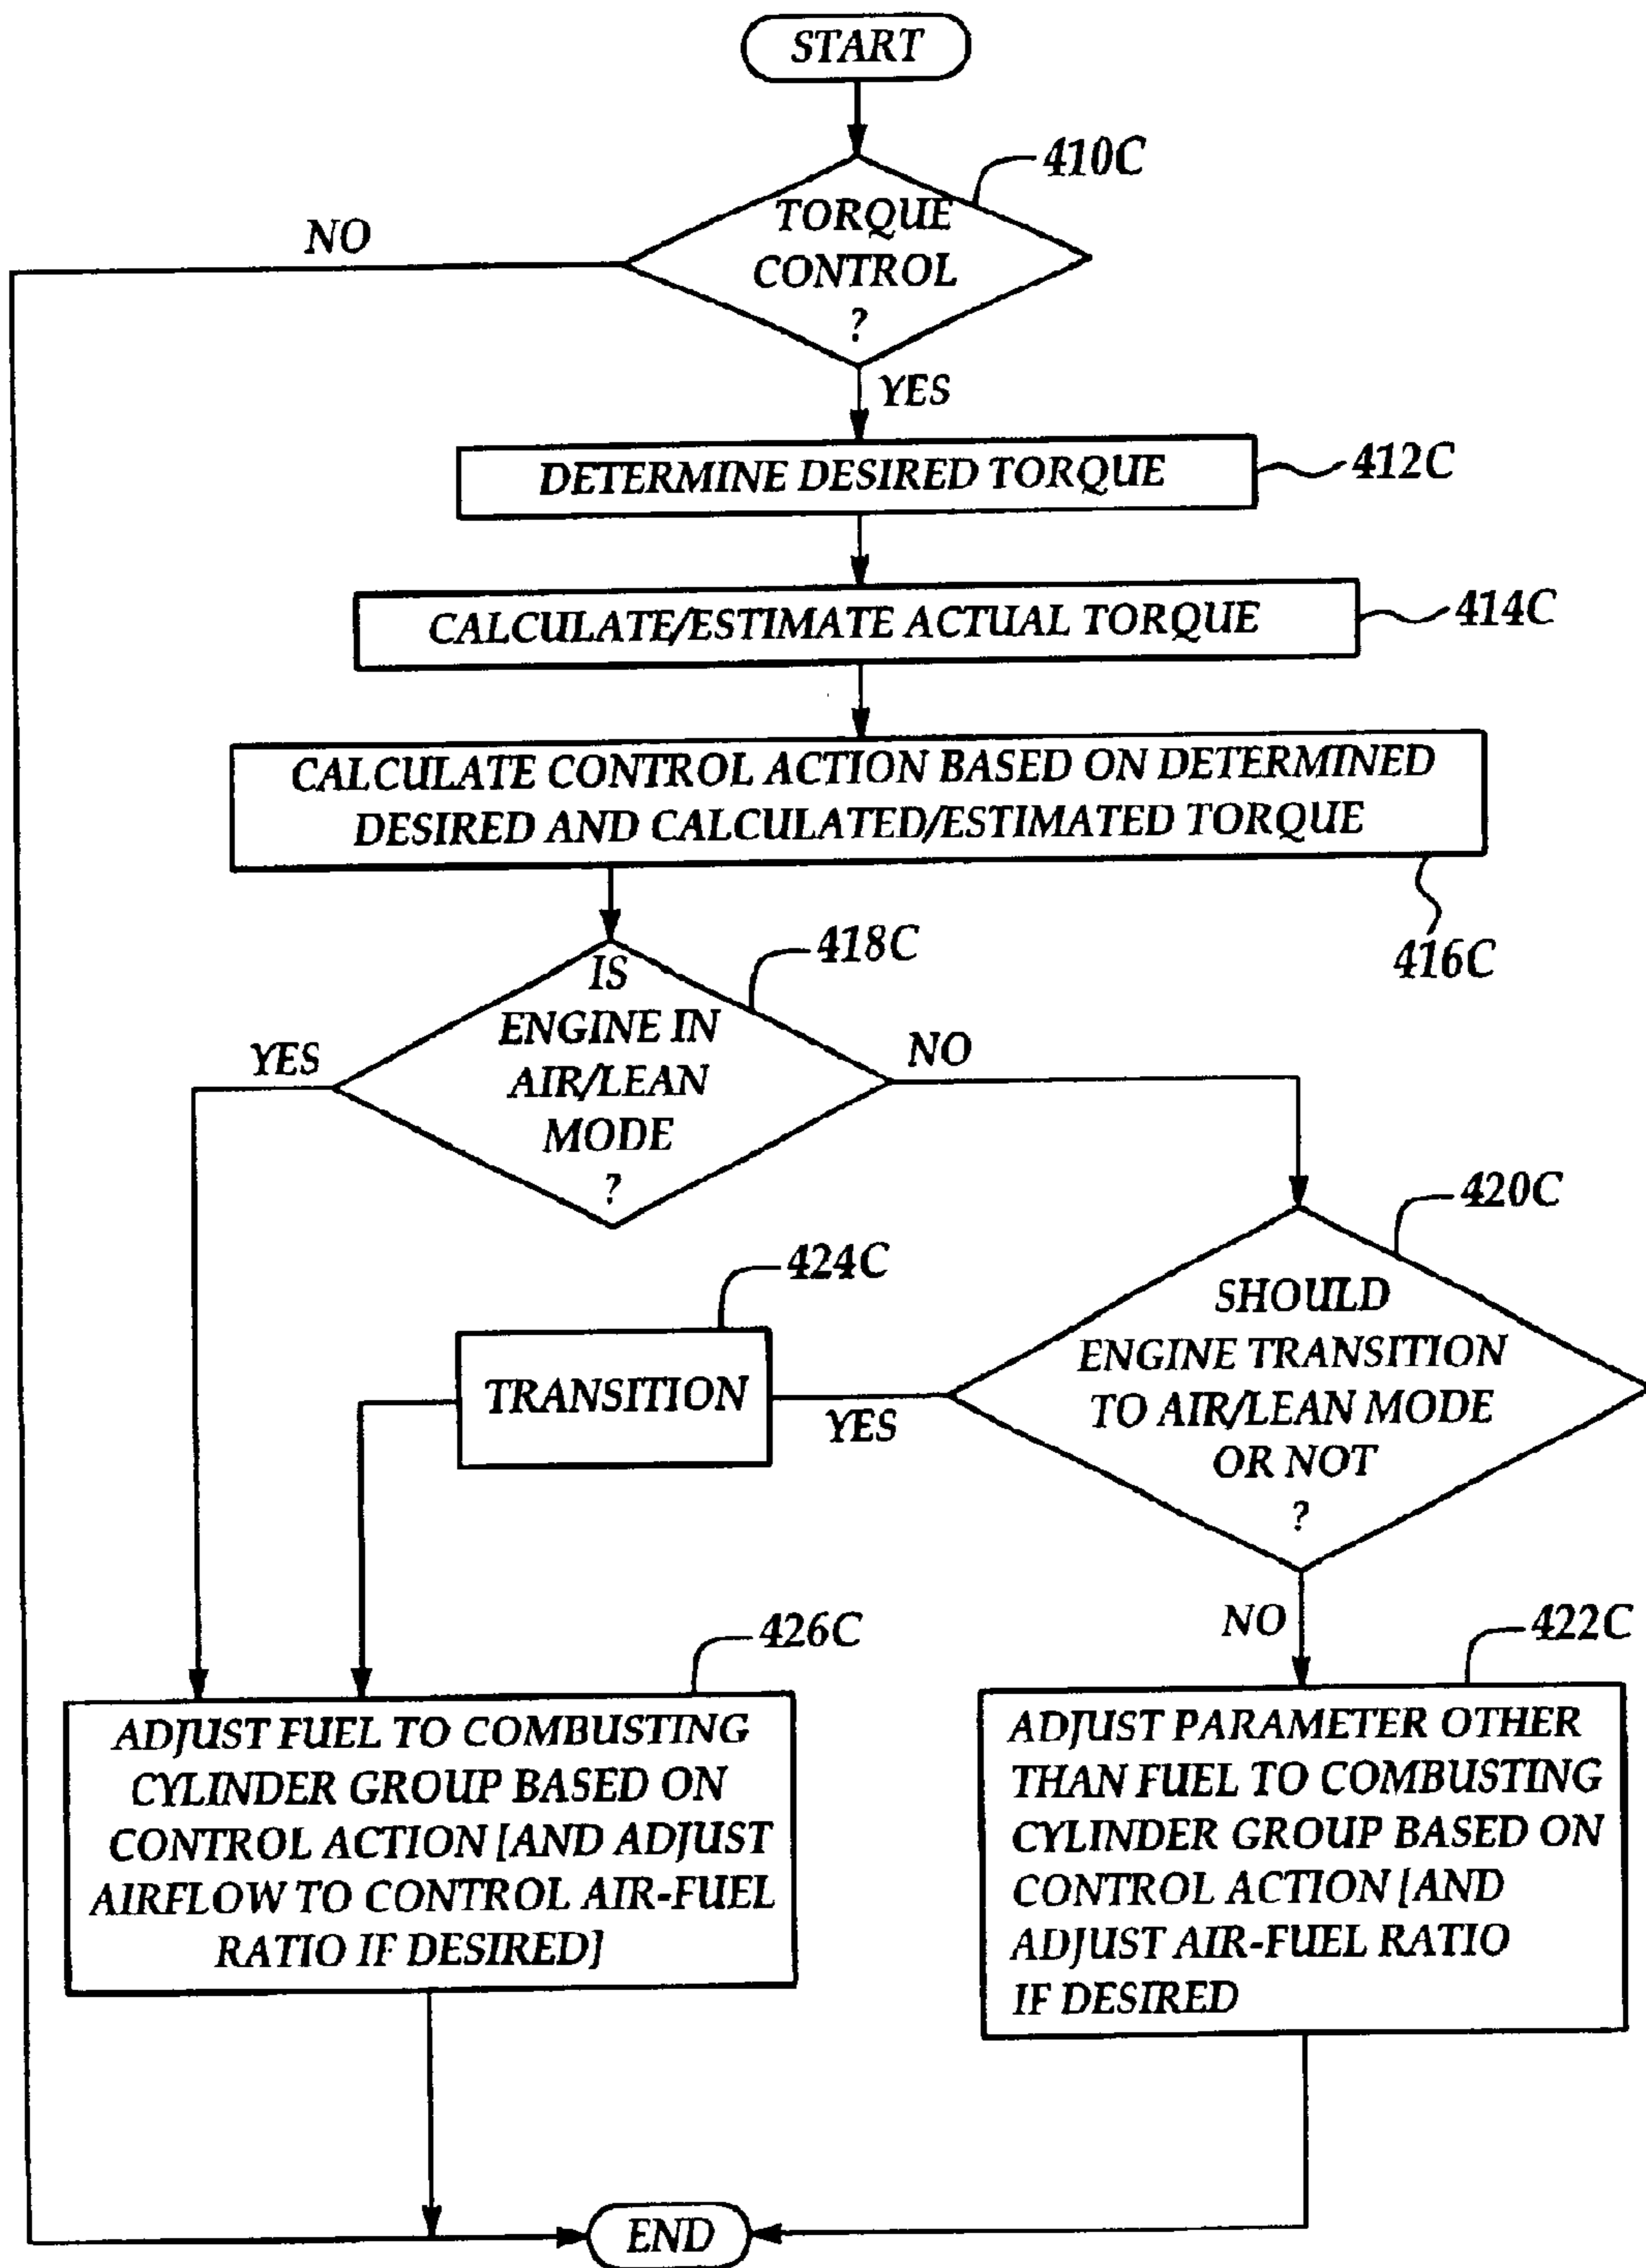 START
410C
TORQUE
CONTROL
?
NO
YES
DETERMINE DESIRED TORQUE
412C
CALCULATE/ESTIMATE ACTUAL TORQUE
414C
CALCULATE CONTROL ACTION BASED ON DETERMINED
DESIRED AND CALCULATED/ESTIMATED TORQUE
416C
418C
IS
ENGINE IN
AIR/LEAN
MODE
?
YES
NO
420C
SHOULD
ENGINE TRANSITION
TO AIR/LEAN MODE
OR NOT
?
424C
TRANSITION
YES
NO
426C
ADJUST FUEL TO COMBUSTING
CYLINDER GROUP BASED ON
CONTROL ACTION [AND ADJUST
AIRFLOW TO CONTROL AIR-FUEL
RATIO IF DESIRED]
422C
ADJUST PARAMETER OTHER
THAN FUEL TO COMBUSTING
CYLINDER GROUP BASED ON
CONTROL ACTION [AND
ADJUST AIR-FUEL RATIO
IF DESIRED
END